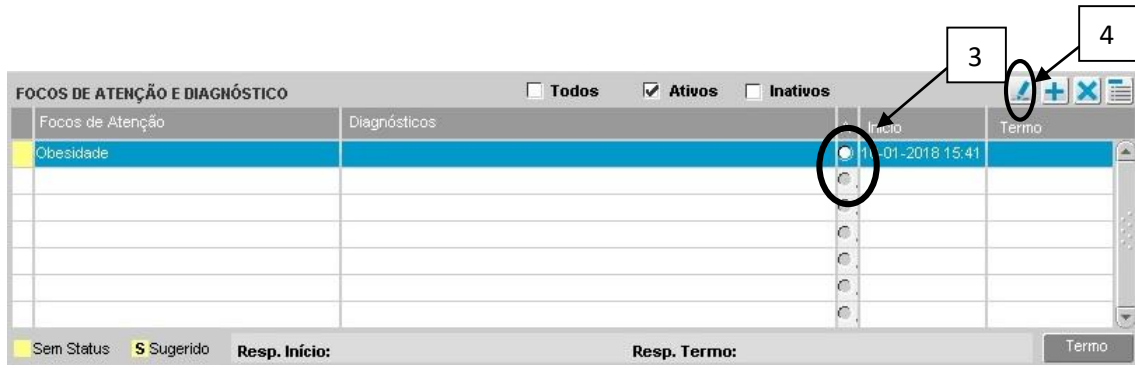 4
3
FOCOS DE ATENÇÃO E DIAGNÓSTICO Todos Ativos Inativos
Focos de Atenção Diagnósticos A Início Termo
Obesidade -01-2018 15:41
Sem Status S Sugerido Resp. Início: Resp. Termo: Termo